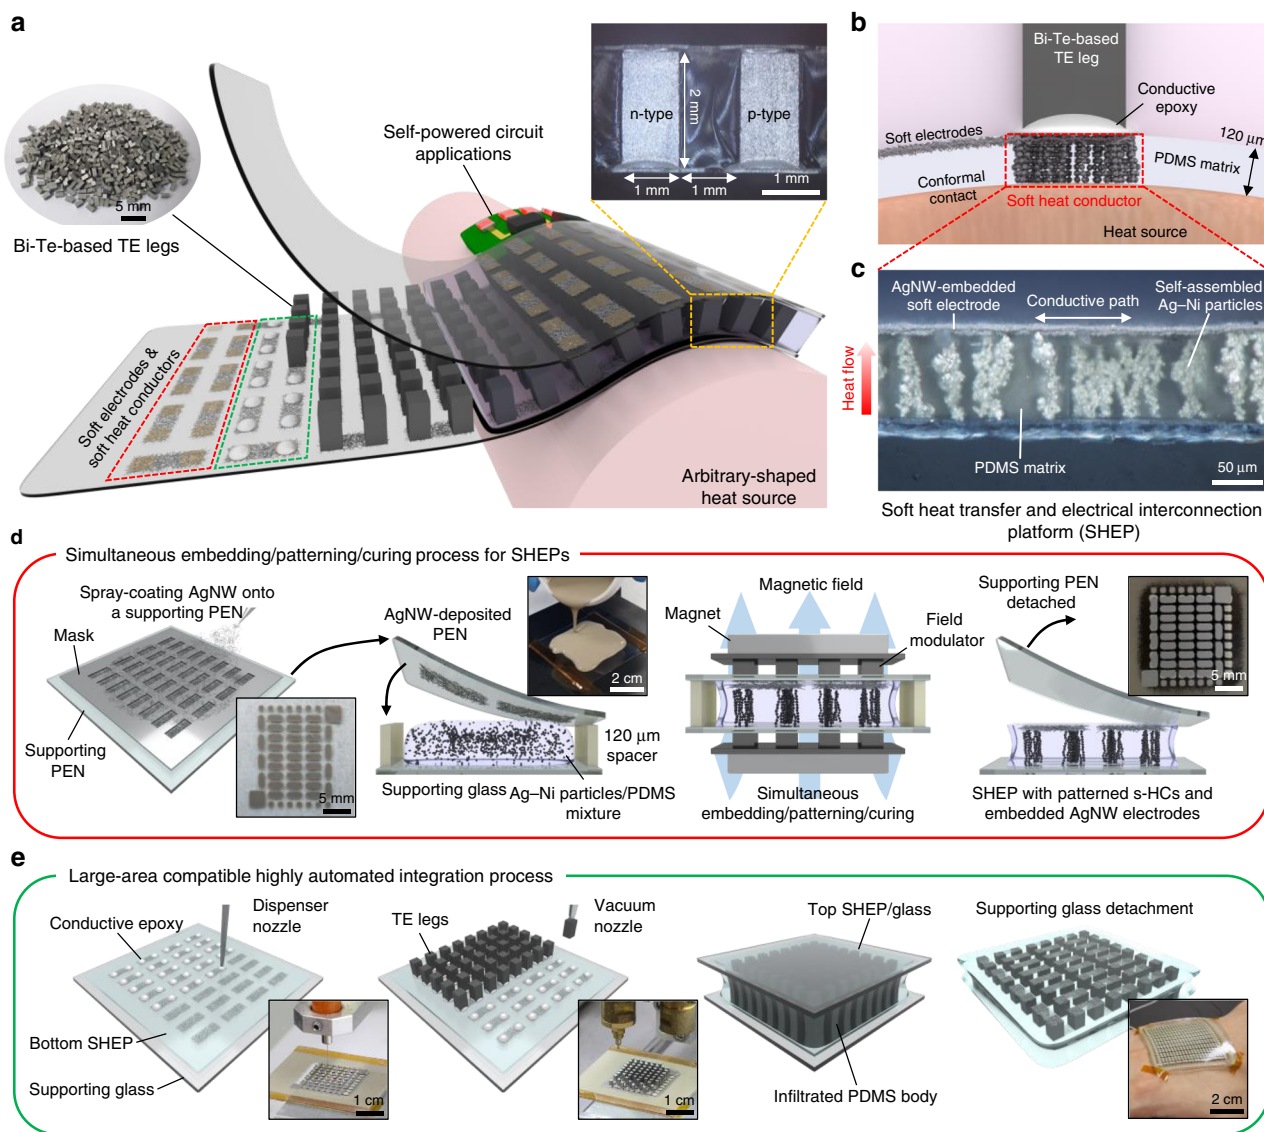 a
5 mm
Bi-Te-based TE legs
Self-powered circuit
applications
n-type
2 mm
p-type
1 mm
1 mm
1 mm
Soft electrodes &
soft heat conductors
Arbitrary-shaped
heat source
b
Bi-Te-based
TE leg
Conductive
epoxy
Soft electrodes
120 μm
PDMS matrix
Conformal
contact
Soft heat conductor
Heat source
c
AgNW-embedded
soft electrode
Conductive path
Self-assembled
Ag–Ni particles
Heat flow
PDMS matrix
50 μm
Soft heat transfer and electrical interconnection
platform (SHEP)
d
Simultaneous embedding/patterning/curing process for SHEPs
Spray-coating AgNW onto
a supporting PEN
Mask
Supporting
PEN
5 mm
AgNW-deposited
PEN
2 cm
120 μm
spacer
Supporting glass
Ag–Ni particles/PDMS
mixture
Magnetic field
Magnet
Field
modulator
Simultaneous
embedding/patterning/curing
Supporting PEN
detached
5 mm
SHEP with patterned s-HCs and
embedded AgNW electrodes
e
Large-area compatible highly automated integration process
Conductive epoxy
Dispenser
nozzle
Bottom SHEP
Supporting glass
1 cm
TE legs
Vacuum
nozzle
1 cm
Top SHEP/glass
Infiltrated PDMS body
Supporting glass detachment
2 cm